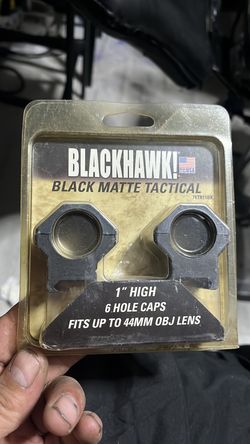 BLACKHAWK!
BLACK MATTE TACTICAL
1" HIGH
6 HOLE CAPS
FITS UP TO 44MM OBJ LENS